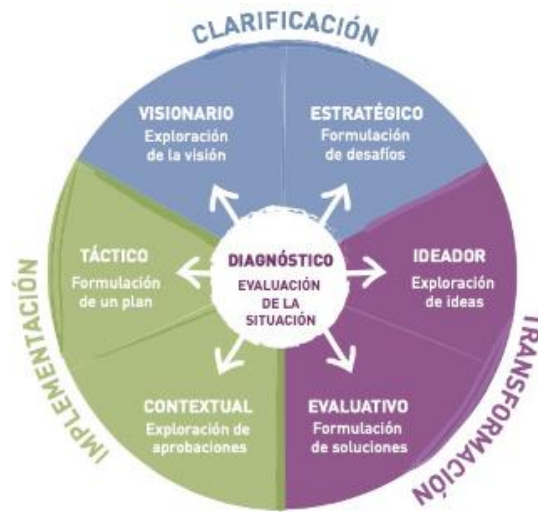 CLARIFICACIÓN
VISIONARIO
Exploración
de la visión
ESTRATÉGICO
Formulación
de desafíos
TÁCTICO
Formulación
de un plan
DIAGNÓSTICO
EVALUACIÓN
DE LA
SITUACIÓN
IDEADOR
Exploración
de ideas
CONTEXTUAL
Exploración de
aprobaciones
EVALUATIVO
Formulación
de soluciones
IMPLEMENTACIÓN
TRANSFORMACIÓN